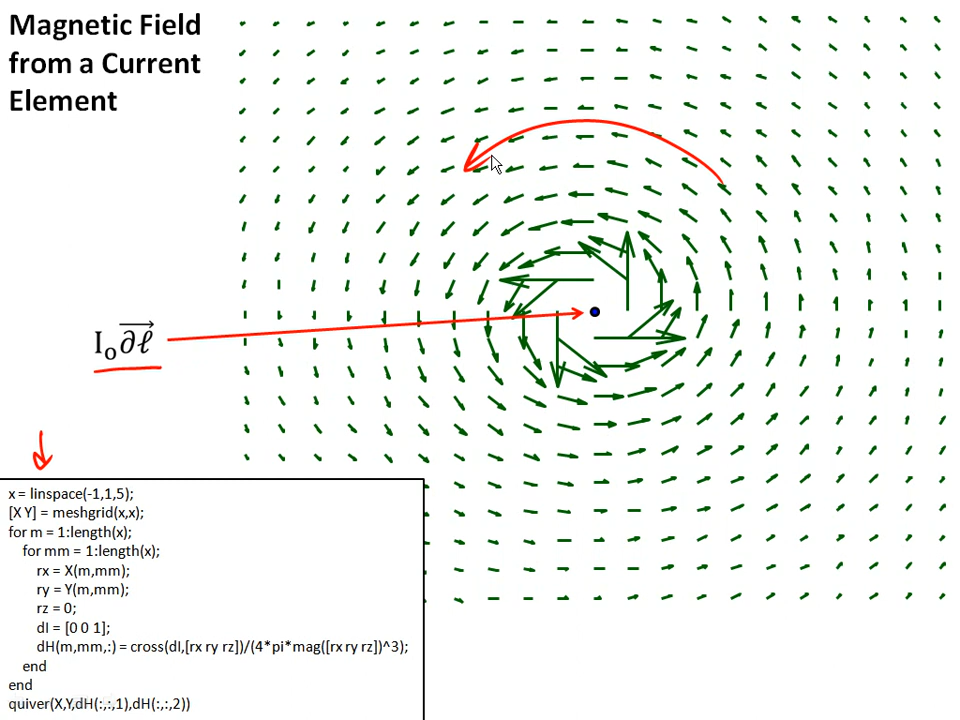 Magnetic Field
from a Current
Element
I₀∂ℓ⃗
x = linspace(-1,1,5);
[X Y] = meshgrid(x,x);
for m = 1:length(x);
for mm = 1:length(x);
rx = X(m,mm);
ry = Y(m,mm);
rz = 0;
dI = [0 0 1];
dH(m,mm,:) = cross(dI,[rx ry rz])/(4*pi*mag([rx ry rz])^3);
end
end
quiver(X,Y,dH(:,:,1),dH(:,:,2))